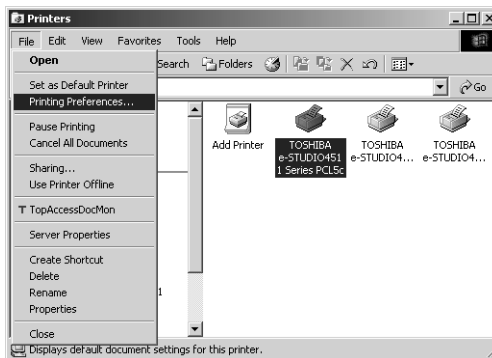 Printers
File Edit View Favorites Tools Help
Search Folders
Go
Open
Set as Default Printer
Printing Preferences...
Pause Printing
Cancel All Documents
Sharing...
Use Printer Offline
TopAccessDocMon
Server Properties
Create Shortcut
Delete
Rename
Properties
Close
1
Add Printer
TOSHIBA
e-STUDIO451
1 Series PCL5c
TOSHIBA
e-STUDIO4...
TOSHIBA
e-STUDIO4...
Displays default document settings for this printer.